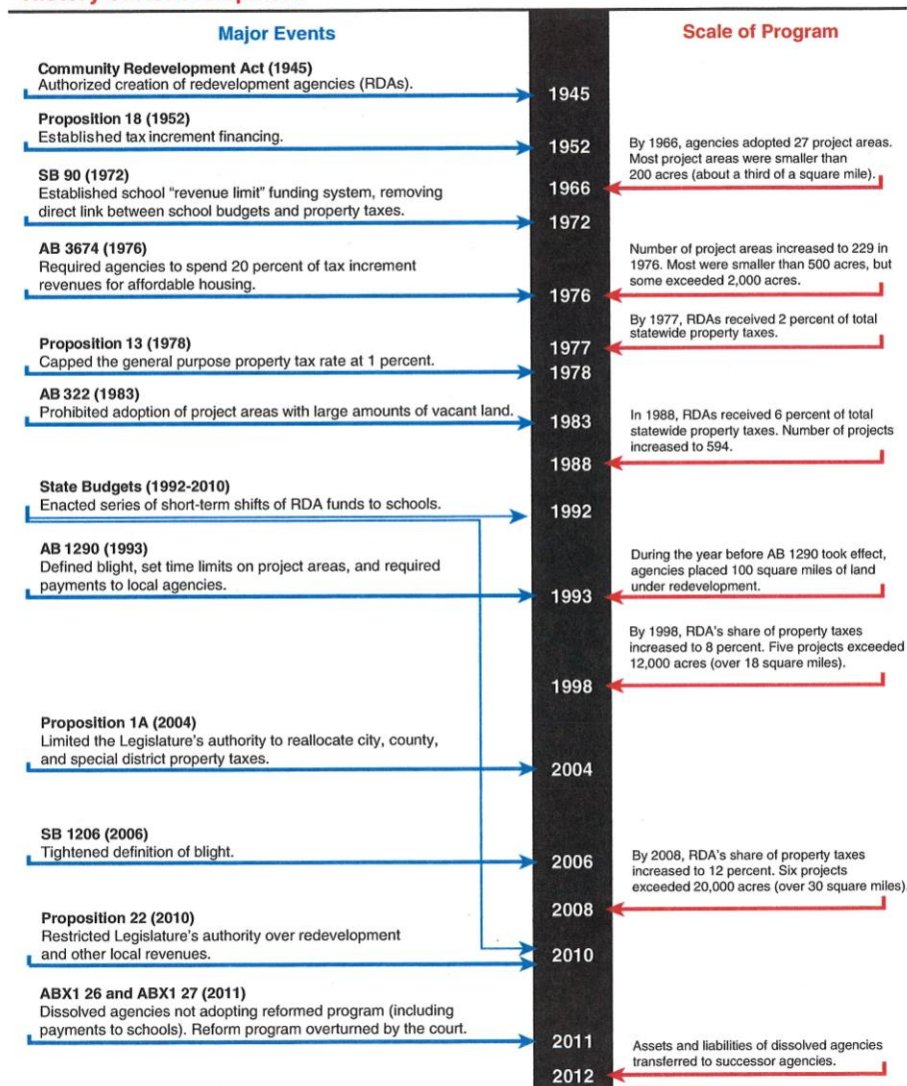 Major Events
Scale of Program
Community Redevelopment Act (1945)
Authorized creation of redevelopment agencies (RDAs).
1945
Proposition 18 (1952)
Established tax increment financing.
1952
By 1966, agencies adopted 27 project areas.
Most project areas were smaller than
200 acres (about a third of a square mile).
1966
SB 90 (1972)
Established school "revenue limit" funding system, removing
direct link between school budgets and property taxes.
1972
AB 3674 (1976)
Required agencies to spend 20 percent of tax increment
revenues for affordable housing.
1976
Number of project areas increased to 229 in
1976. Most were smaller than 500 acres, but
some exceeded 2,000 acres.
By 1977, RDAs received 2 percent of total
statewide property taxes.
1977
Proposition 13 (1978)
Capped the general purpose property tax rate at 1 percent.
1978
AB 322 (1983)
Prohibited adoption of project areas with large amounts of vacant land.
1983
In 1988, RDAs received 6 percent of total
statewide property taxes. Number of projects
increased to 594.
1988
State Budgets (1992-2010)
Enacted series of short-term shifts of RDA funds to schools.
1992
AB 1290 (1993)
Defined blight, set time limits on project areas, and required
payments to local agencies.
1993
During the year before AB 1290 took effect,
agencies placed 100 square miles of land
under redevelopment.
By 1998, RDA's share of property taxes
increased to 8 percent. Five projects exceeded
12,000 acres (over 18 square miles).
1998
Proposition 1A (2004)
Limited the Legislature's authority to reallocate city, county,
and special district property taxes.
2004
SB 1206 (2006)
Tightened definition of blight.
2006
By 2008, RDA's share of property taxes
increased to 12 percent. Six projects
exceeded 20,000 acres (over 30 square miles).
2008
Proposition 22 (2010)
Restricted Legislature's authority over redevelopment
and other local revenues.
2010
ABX1 26 and ABX1 27 (2011)
Dissolved agencies not adopting reformed program (including
payments to schools). Reform program overturned by the court.
2011
Assets and liabilities of dissolved agencies
transferred to successor agencies.
2012